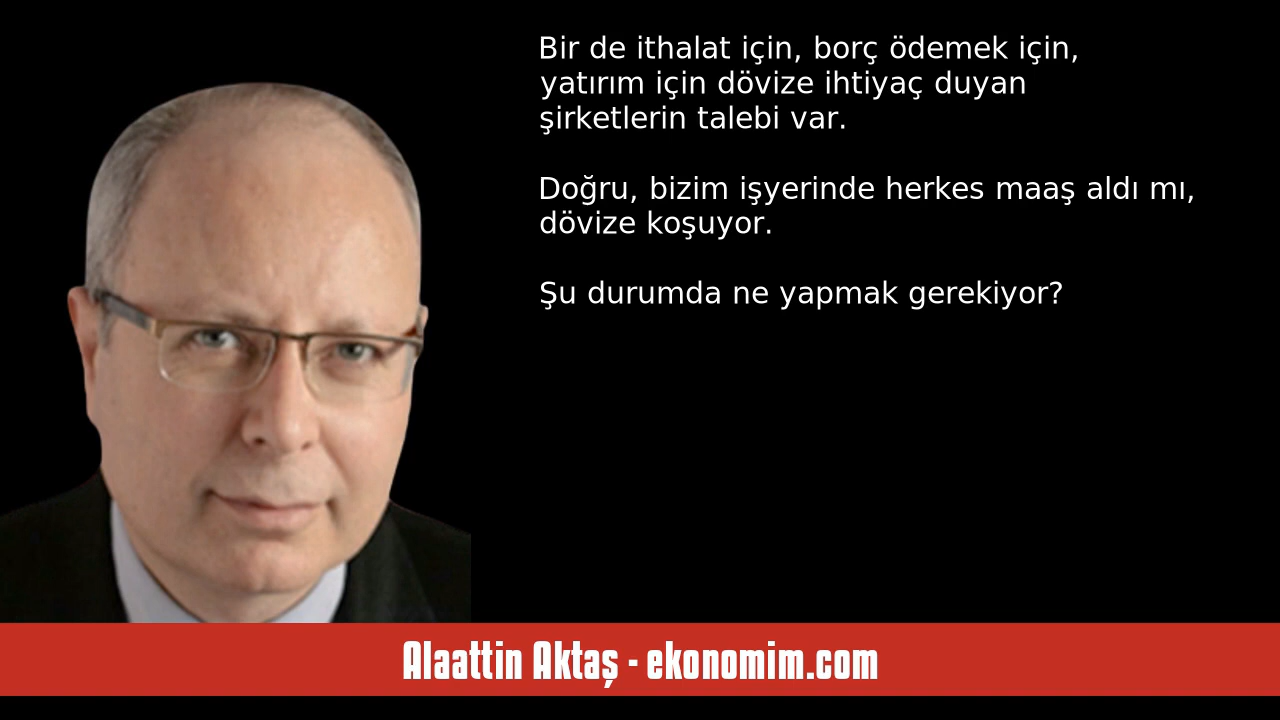 Bir de ithalat için, borç ödemek için,
yatırım için dövize ihtiyaç duyan
şirketlerin talebi var.
Doğru, bizim işyerinde herkes maaş aldı mı,
dövize koşuyor.
Şu durumda ne yapmak gerekiyor?
Alaattin Aktaş - ekonomim.com